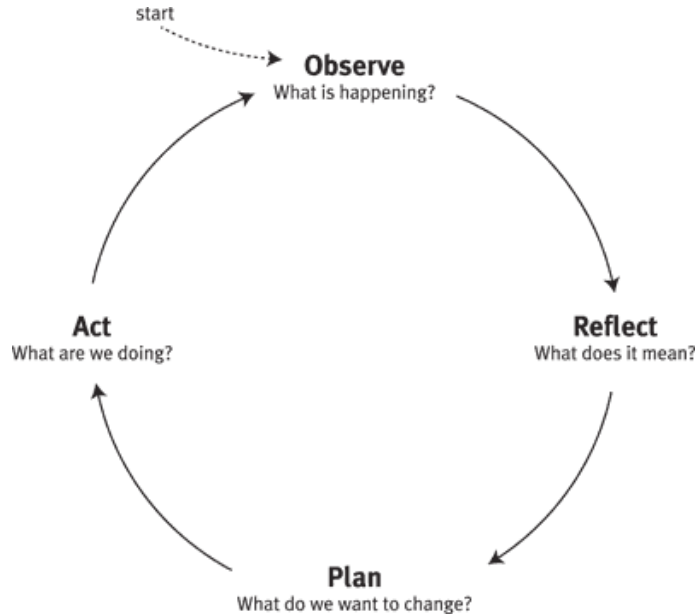 start
Observe
What is happening?
Reflect
What does it mean?
Plan
What do we want to change?
Act
What are we doing?